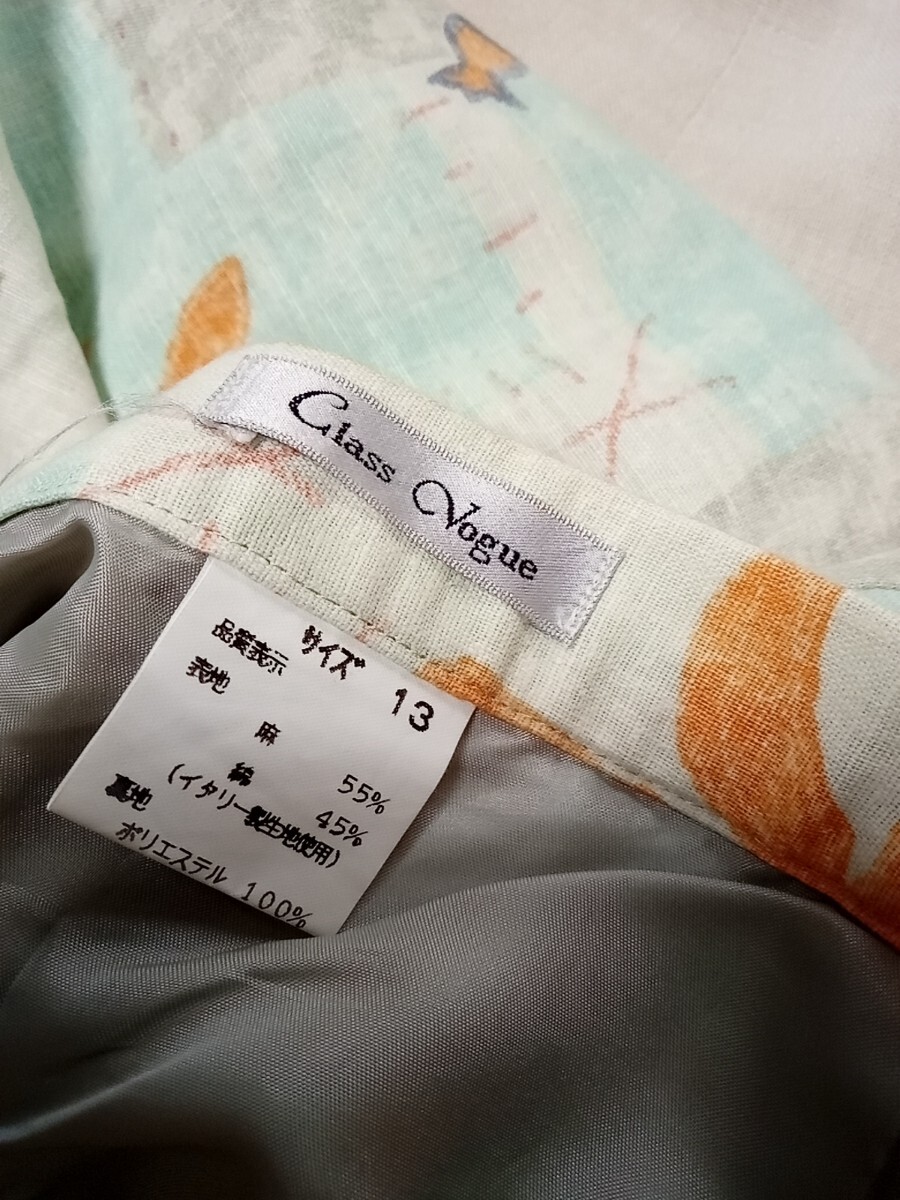 Class Vogue
サイズ 13
品質表示
表地
麻 55%
綿 45%
(イタリー製生地使用)
裏地
ポリエステル 100%